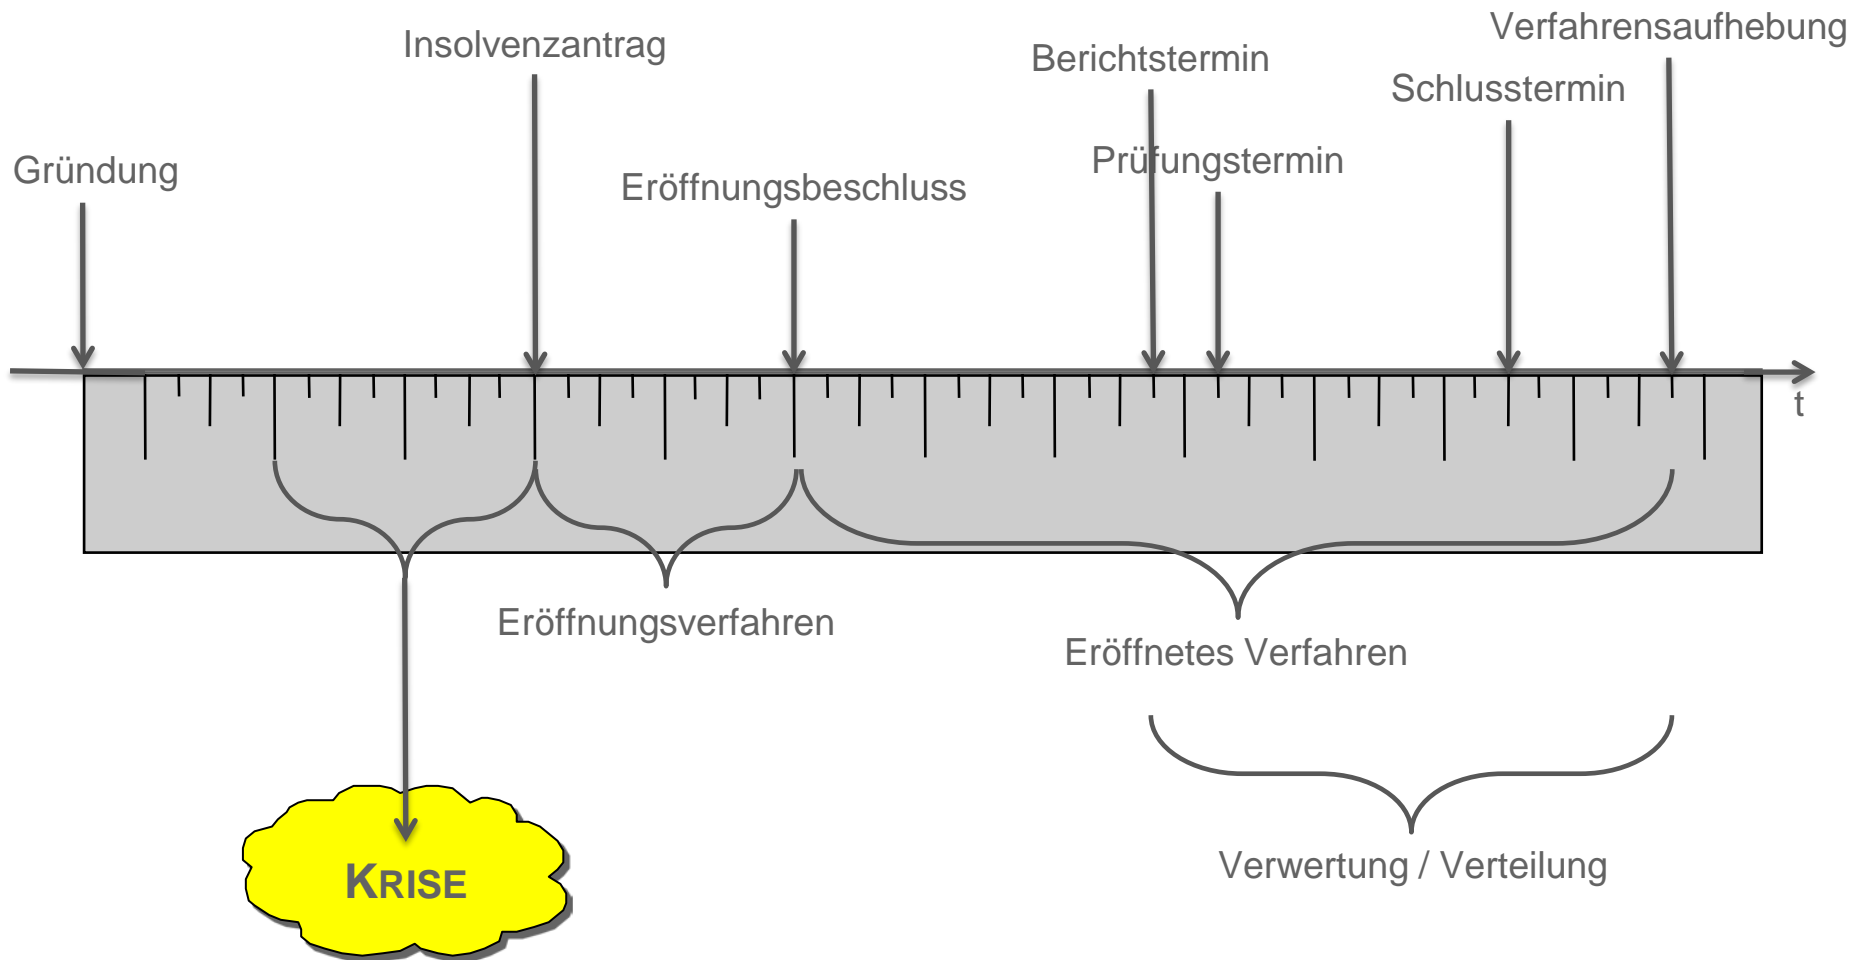 Verfahrensaufhebung
Insolvenzantrag
Berichtstermin
Schlusstermin
Prüfungstermin
Gründung
Eröffnungsbeschluss
t
Eröffnungsverfahren
Eröffnetes Verfahren
Verwertung / Verteilung
KRISE